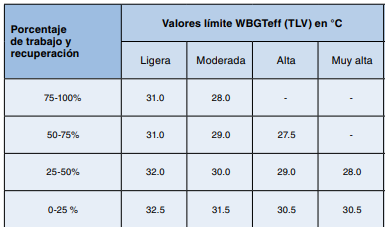 Porcentaje
de trabajo y
recuperación
Valores límite WBGTeff (TLV) en °C
Ligera Moderada Alta Muy alta
75-100% 31.0 28.0 - -
50-75% 31.0 29.0 27.5 -
25-50% 32.0 30.0 29.0 28.0
0-25 % 32.5 31.5 30.5 30.5